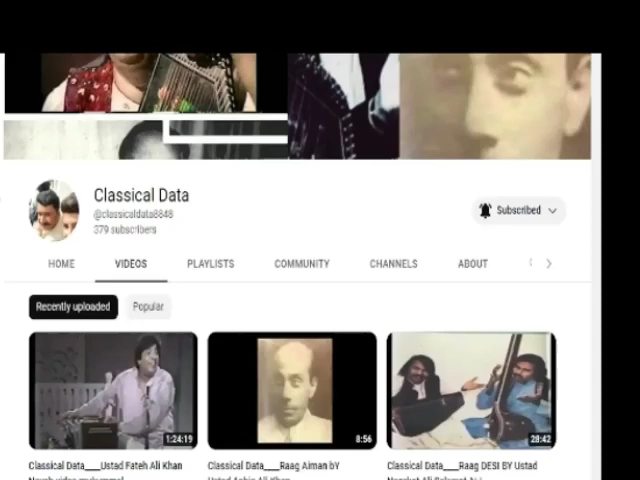 Classical Data
@classicaldata8848
379 subscribers
Subscribed
HOME VIDEOS PLAYLISTS COMMUNITY CHANNELS ABOUT
Recently uploaded Popular
1:24:19 8:56 28:42
Classical Data___Ustad Fateh Ali Khan
Classical Data___Raag Aiman bY
Classical Data___Raag DESI BY Ustad